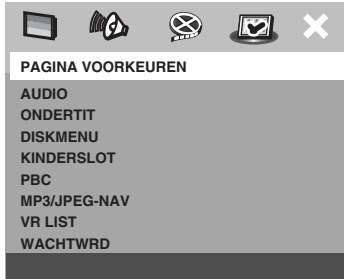 PAGINA VOORKEUREN
AUDIO
ONDERTIT
DISKMENU
KINDERSLOT
PBC
MP3/JPEG-NAV
VR LIST
WACHTWRD